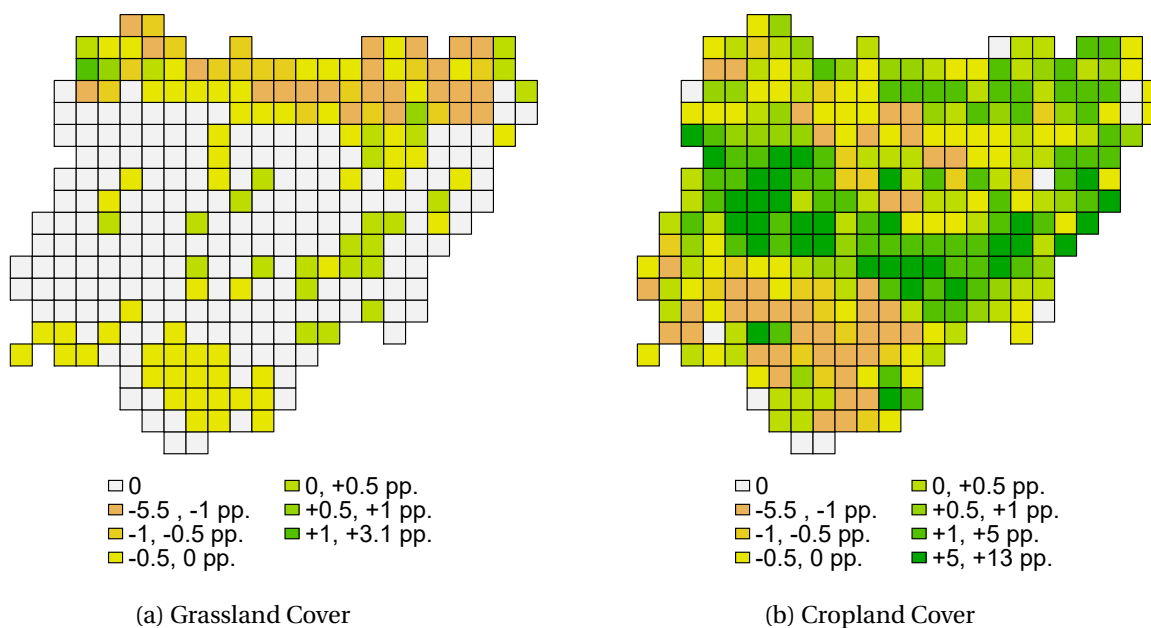 0
-5.5 , -1 pp.
-1, -0.5 pp.
-0.5, 0 pp.
0, +0.5 pp.
+0.5, +1 pp.
+1, +3.1 pp.
(a) Grassland Cover
0
-5.5 , -1 pp.
-1, -0.5 pp.
-0.5, 0 pp.
0, +0.5 pp.
+0.5, +1 pp.
+1, +5 pp.
+5, +13 pp.
(b) Cropland Cover